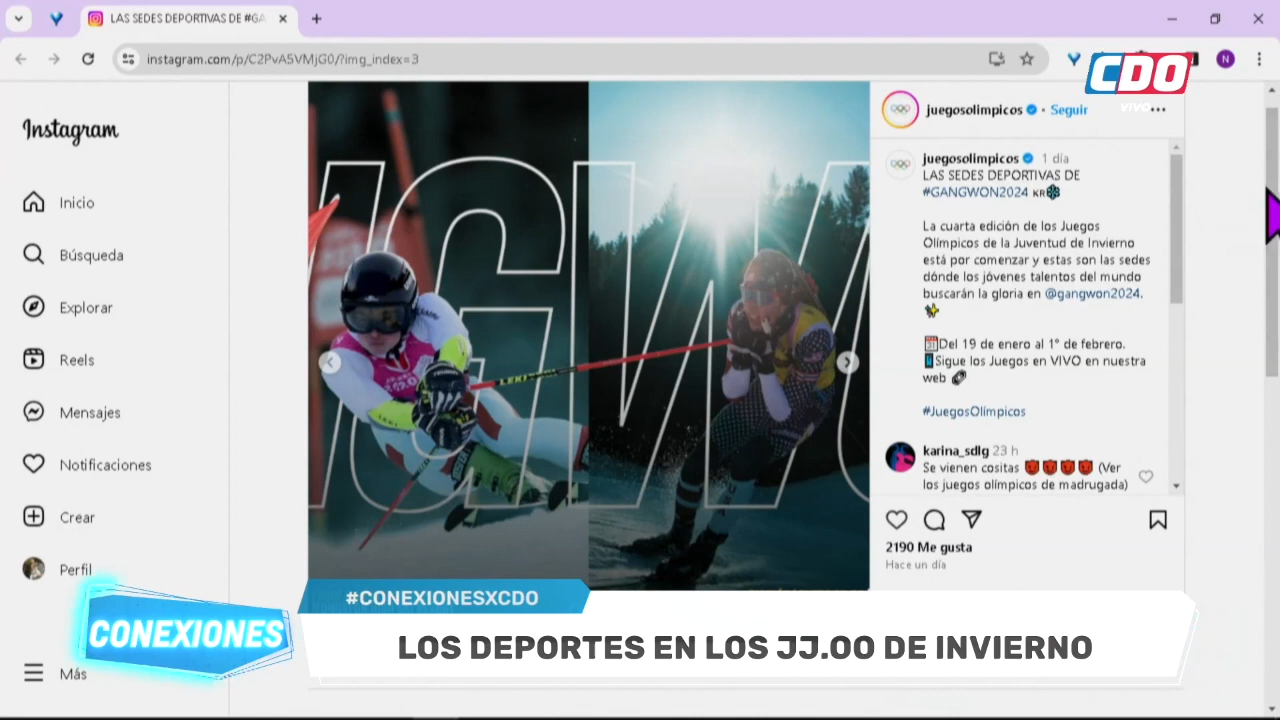 LAS SEDES DEPORTIVAS DE #GA
instagram.com/p/C2PvA5VMjG0/?img_index=3
N
CDO
VIVO
Instagram
Inicio
Búsqueda
Explorar
Reels
Mensajes
Notificaciones
Crear
Perfil
Más
GW
juegosolimpicos • Seguir
juegosolimpicos 1 día
LAS SEDES DEPORTIVAS DE
#GANGWON2024 KR
La cuarta edición de los Juegos
Olímpicos de la Juventud de Invierno
está por comenzar y estas son las sedes
dónde los jóvenes talentos del mundo
buscarán la gloria en @gangwon2024.
Del 19 de enero al 1° de febrero.
Sigue los Juegos en VIVO en nuestra
web
#JuegosOlímpicos
karina_sdlg 23 h
Se vienen cositas (Ver
los juegos olímpicos de madrugada)
2190 Me gusta
Hace un día
#CONEXIONESXCDO
CONEXIONES
LOS DEPORTES EN LOS JJ.OO DE INVIERNO